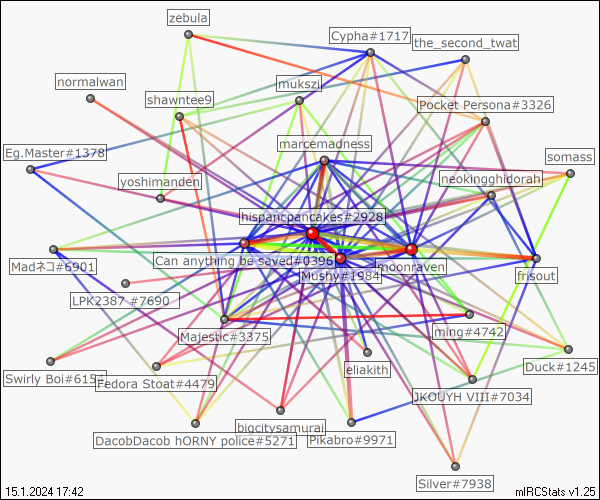 zebula
Cypha#1717
the_second_twat
normalwan
mukszi
shawntee9
Pocket Persona#3326
marcemadness
Eg.Master#1378
somass
yoshimanden
neokingghidorah
hispanicpancakes#2928
Can anything be saved#0396
Mushy#1984
moonraven
Madネコ#6901
frisout
LPK2387 #7690
Majestic#3375
ming#4742
eliakith
Duck#1245
Swirly Boi#6154
Fedora Stoat#4479
JKOUYH VIII#7034
bigcitysamurai
DacobDacob hORNY police#5271
Pikabro#9971
Silver#7938
15.1.2024 17:42
mIRCStats v1.25